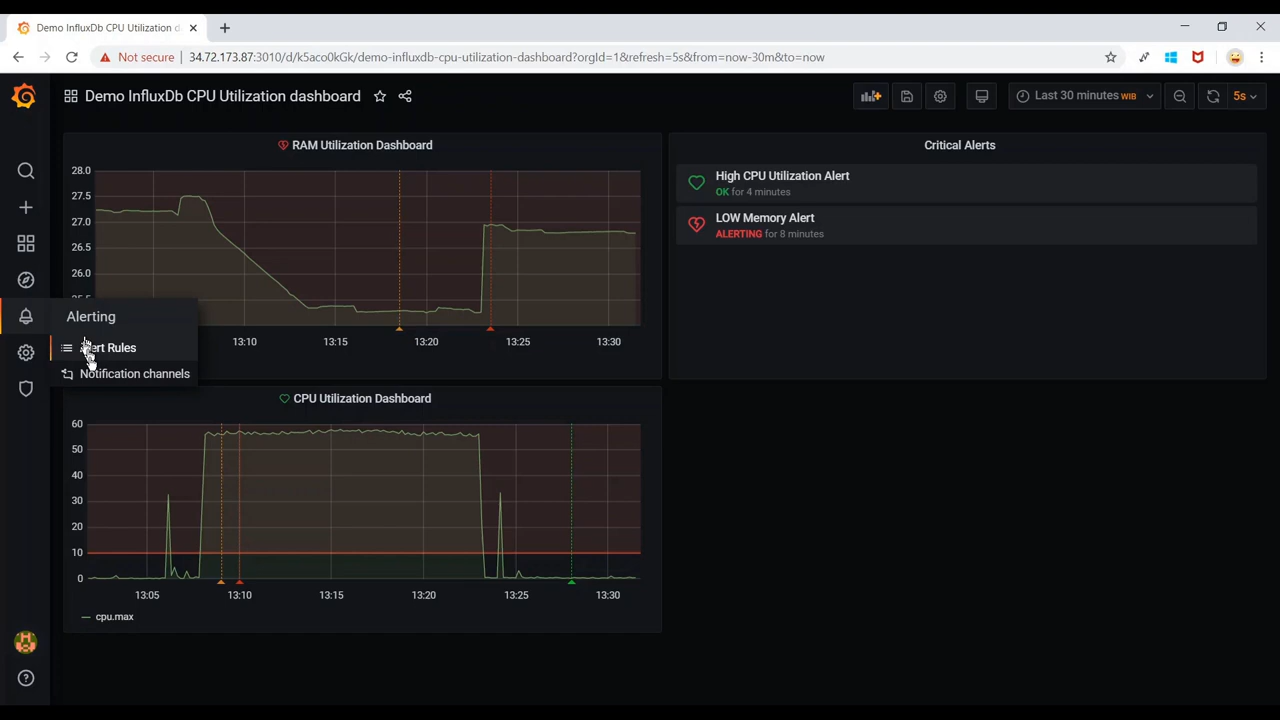 Demo InfluxDb CPU Utilization d
Not secure
34.72.173.87:3010/d/k5aco0kGk/demo-influxdb-cpu-utilization-dashboard?orgId=1&refresh=5s&from=now-30m&to=now
Demo InfluxDb CPU Utilization dashboard
Last 30 minutes WIB
5s
RAM Utilization Dashboard
28.0
27.5
27.0
26.5
26.0
13:10
13:15
13:20
13:25
13:30
Critical Alerts
High CPU Utilization Alert
OK for 4 minutes
LOW Memory Alert
ALERTING for 8 minutes
Alerting
Rules
Notification channels
CPU Utilization Dashboard
60
50
40
30
20
10
0
13:05
13:10
13:15
13:20
13:25
13:30
cpu.max